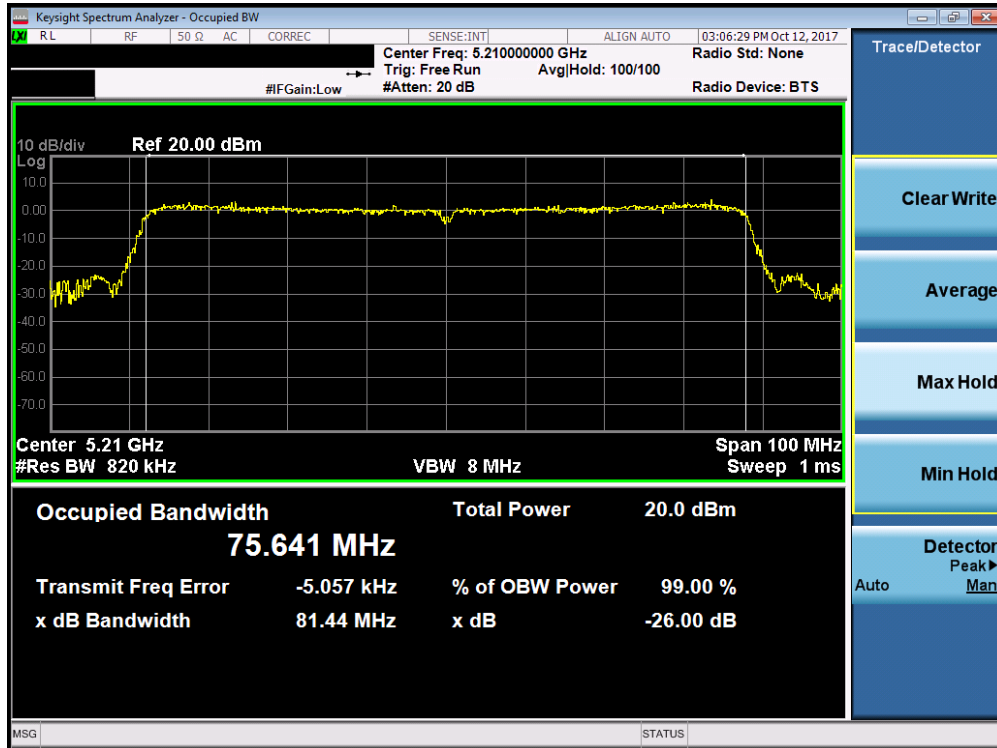 Keysight Spectrum Analyzer - Occupied BW
LXI RL RF 50 Ω AC CORREC SENSE:INT ALIGN AUTO 03:06:29 PM Oct 12, 2017
Center Freq: 5.210000000 GHz Radio Std: None
Trig: Free Run Avg|Hold: 100/100
#IFGain:Low #Atten: 20 dB Radio Device: BTS
10 dB/div Ref 20.00 dBm
Log
10.0
0.00
-10.0
-20.0
-30.0
-40.0
-50.0
-60.0
-70.0
Center 5.21 GHz Span 100 MHz
#Res BW 820 kHz VBW 8 MHz Sweep 1 ms
Occupied Bandwidth Total Power 20.0 dBm
75.641 MHz
Transmit Freq Error -5.057 kHz % of OBW Power 99.00 %
x dB Bandwidth 81.44 MHz x dB -26.00 dB
MSG STATUS
Trace/Detector
Clear Write
Average
Max Hold
Min Hold
Detector
Peak▶
Auto Man